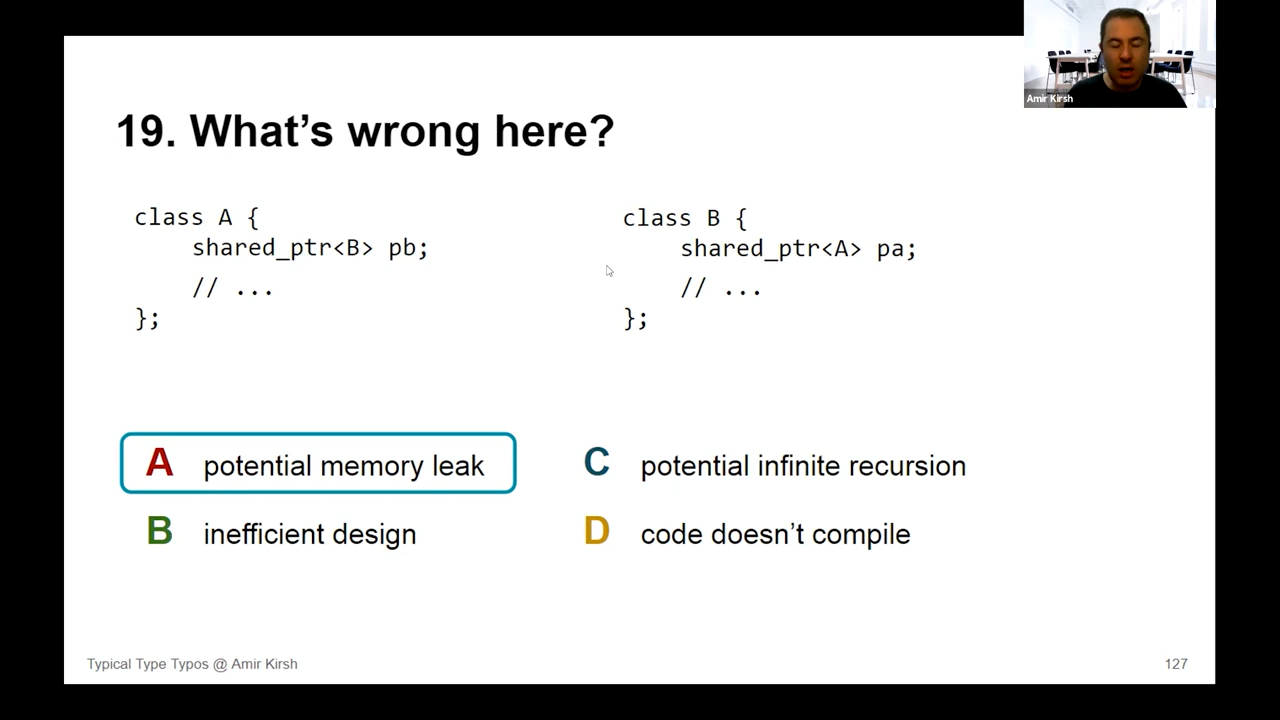 Amir Kirsh
19. What's wrong here?
class A {
shared_ptr<B> pb;
// ...
};
class B {
shared_ptr<A> pa;
// ...
};
A potential memory leak
B inefficient design
C potential infinite recursion
D code doesn't compile
Typical Type Typos @ Amir Kirsh
127